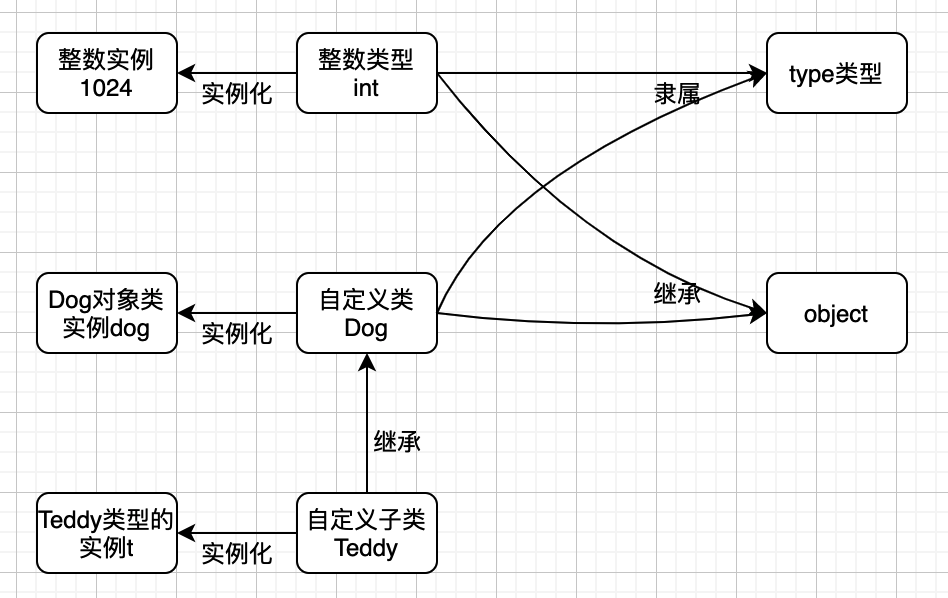 整数实例
1024
实例化
整数类型
int
隶属
type类型
Dog对象类
实例dog
实例化
自定义类
Dog
继承
object
继承
Teddy类型的
实例t
实例化
自定义子类
Teddy